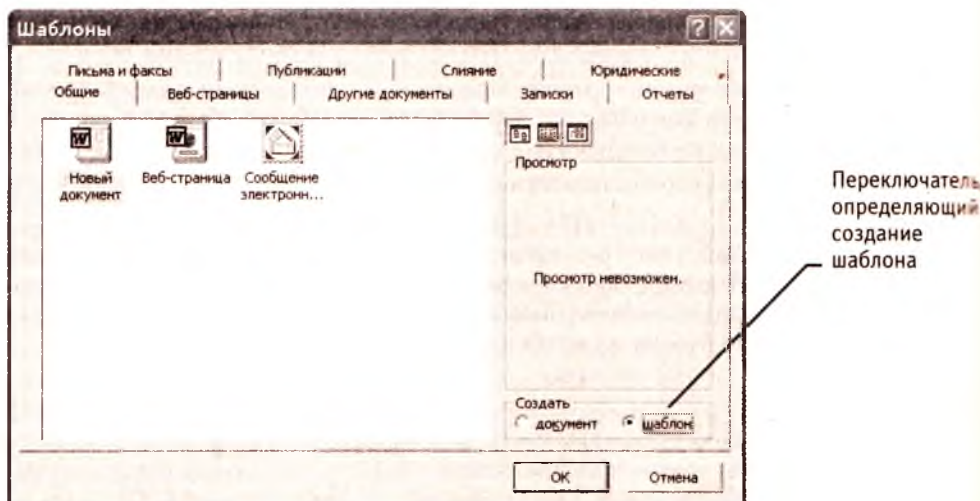 Шаблоны
Письма и факсы Публикации Слияние Юридические
Общие Веб-страницы Другие документы Записки Отчеты
Новый документ
Веб-страница
Сообщение электронн...
Просмотр
Просмотр невозможен.
Создать
документ шаблон
ОК Отмена
Переключатель
определяющий
создание
шаблона